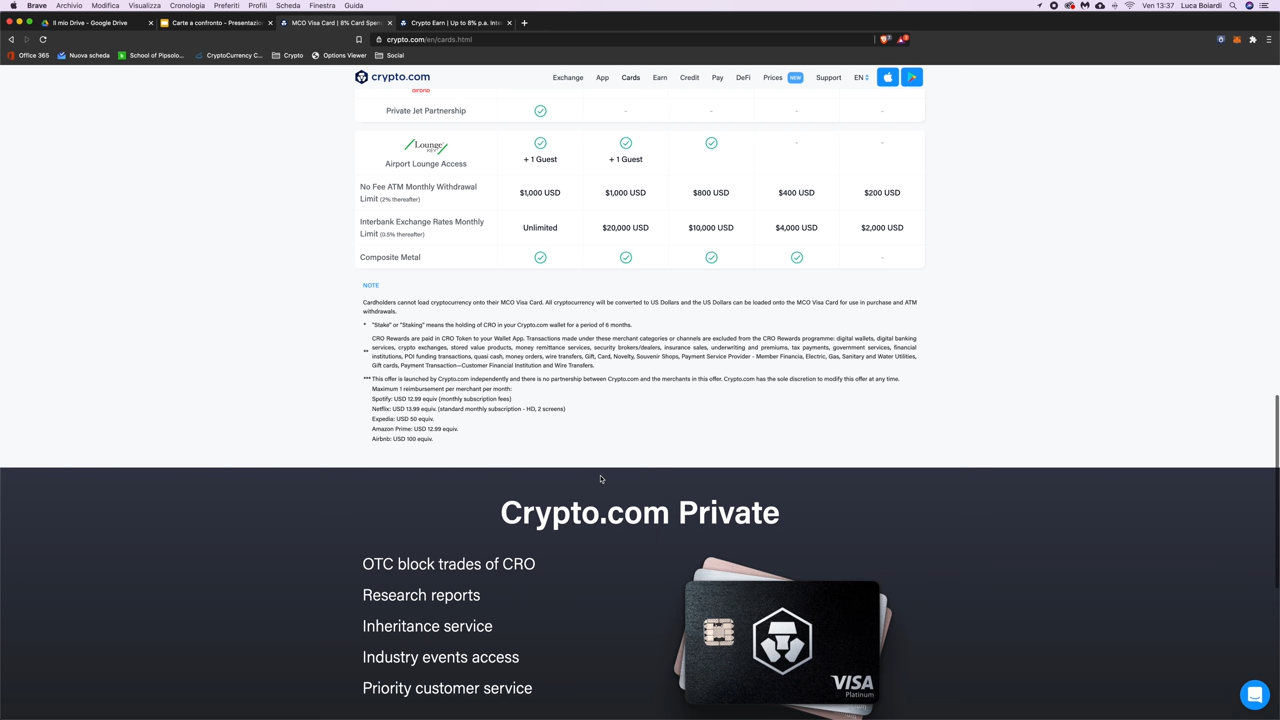 Brave Archivio Modifica Visualizza Cronologia Preferiti Profili Scheda Finestra Guida Ven 13:37 Luca Boiardi
Il mio Drive - Google Drive Carte a confronto - Presentazio MCO Visa Card | 8% Card Spen Crypto Earn | Up to 8% p.a. Inter
crypto.com/en/cards.html
Office 365 Nuova scheda School of Pipsolo... CryptoCurrency C... Crypto Options Viewer Social
crypto.com Exchange App Cards Earn Credit Pay DeFi Prices NEW Support EN
airbnb
Private Jet Partnership - - - -
Lounge KEY
Airport Lounge Access + 1 Guest + 1 Guest - -
No Fee ATM Monthly Withdrawal
Limit (2% thereafter) $1,000 USD $1,000 USD $800 USD $400 USD $200 USD
Interbank Exchange Rates Monthly
Limit (0.5% thereafter) Unlimited $20,000 USD $10,000 USD $4,000 USD $2,000 USD
Composite Metal -
NOTE
Cardholders cannot load cryptocurrency onto their MCO Visa Card. All cryptocurrency will be converted to US Dollars and the US Dollars can be loaded onto the MCO Visa Card for use in purchase and ATM
withdrawals.
* "Stake" or "Staking" means the holding of CRO in your Crypto.com wallet for a period of 6 months.
** CRO Rewards are paid in CRO Token to your Wallet App. Transactions made under these merchant categories or channels are excluded from the CRO Rewards programme: digital wallets, digital banking
services, crypto exchanges, stored value products, money remittance services, security brokers/dealers, insurance sales, underwriting and premiums, tax payments, government services, financial
institutions, POI funding transactions, quasi cash, money orders, wire transfers, Gift, Card, Novelty, Souvenir Shops, Payment Service Provider - Member Financia, Electric, Gas, Sanitary and Water Utilities,
Gift cards, Payment Transaction—Customer Financial Institution and Wire Transfers.
*** This offer is launched by Crypto.com independently and there is no partnership between Crypto.com and the merchants in this offer. Crypto.com has the sole discretion to modify this offer at any time.
Maximum 1 reimbursement per merchant per month:
Spotify: USD 12.99 equiv (monthly subscription fees)
Netflix: USD 13.99 equiv. (standard monthly subscription - HD, 2 screens)
Expedia: USD 50 equiv.
Amazon Prime: USD 12.99 equiv.
Airbnb: USD 100 equiv.
Crypto.com Private
OTC block trades of CRO
Research reports
Inheritance service
Industry events access
Priority customer service
VISA
Platinum